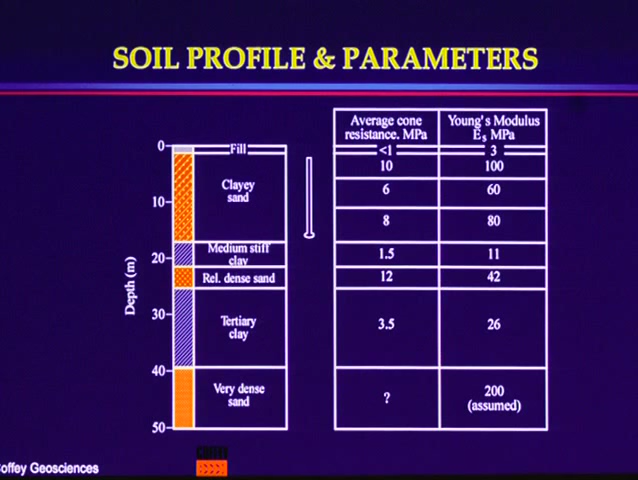 SOIL PROFILE & PARAMETERS
Average cone
resistance. MPa
Young's Modulus
Es MPa
0
Fill
<1
3
10
100
Clayey
sand
6
60
10
8
80
20
Medium stiff
clay
1.5
11
Rel. dense sand
12
42
Depth (m)
30
Tertiary
clay
3.5
26
40
Very dense
sand
?
200
(assumed)
50
offey Geosciences